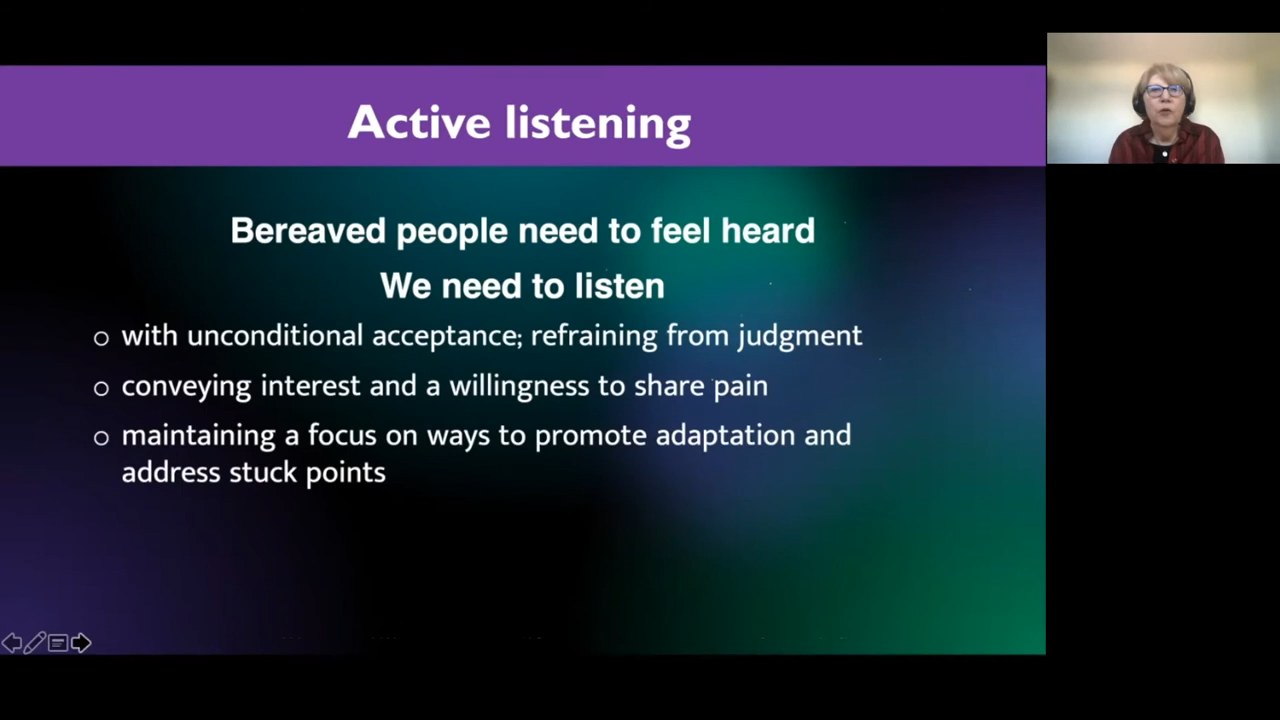 Active listening
Bereaved people need to feel heard
We need to listen
o with unconditional acceptance; refraining from judgment
o conveying interest and a willingness to share pain
o maintaining a focus on ways to promote adaptation and
address stuck points